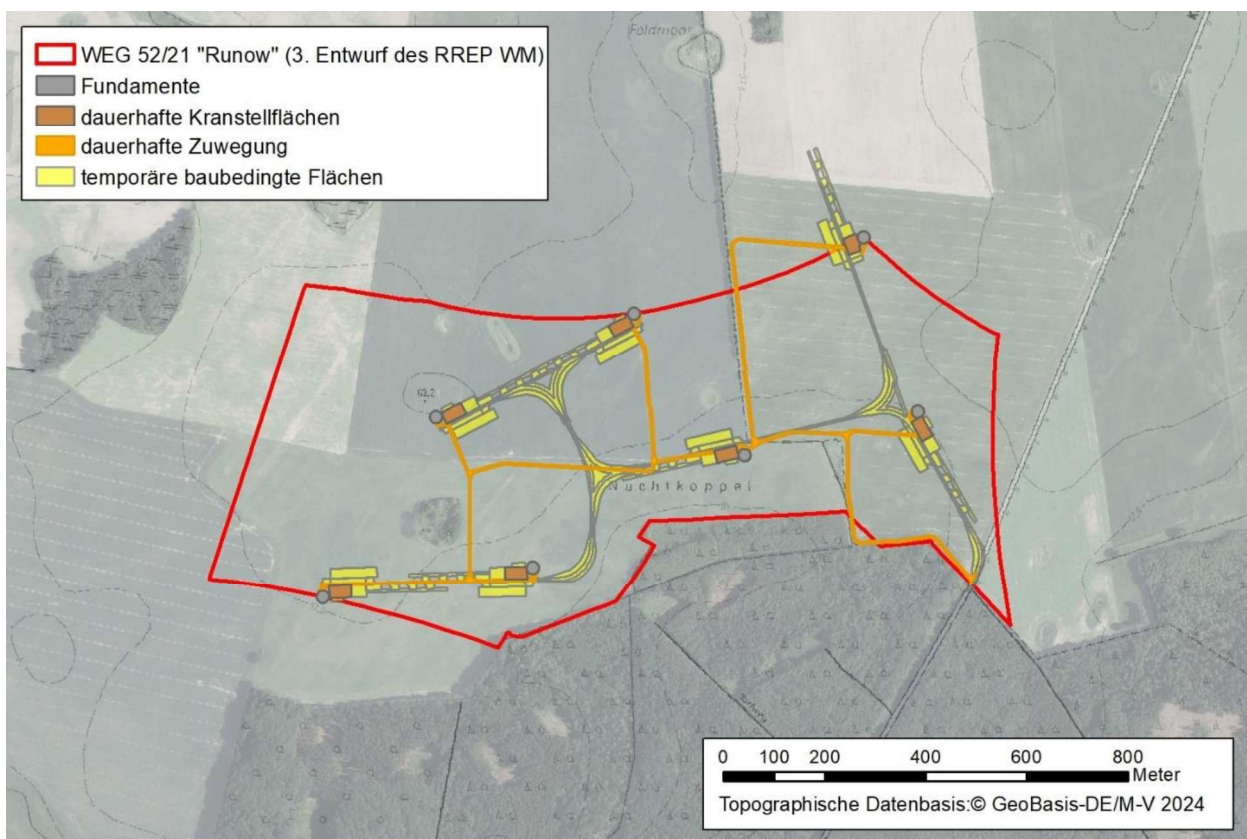 WEG 52/21 "Runow" (3. Entwurf des RREP WM)
Fundamente
dauerhafte Kranstellflächen
dauerhafte Zuwegung
temporäre baubedingte Flächen
Foldmoor
62,2
Nuchtkoppel
0 100 200 400 600 800
Meter
Topographische Datenbasis:© GeoBasis-DE/M-V 2024